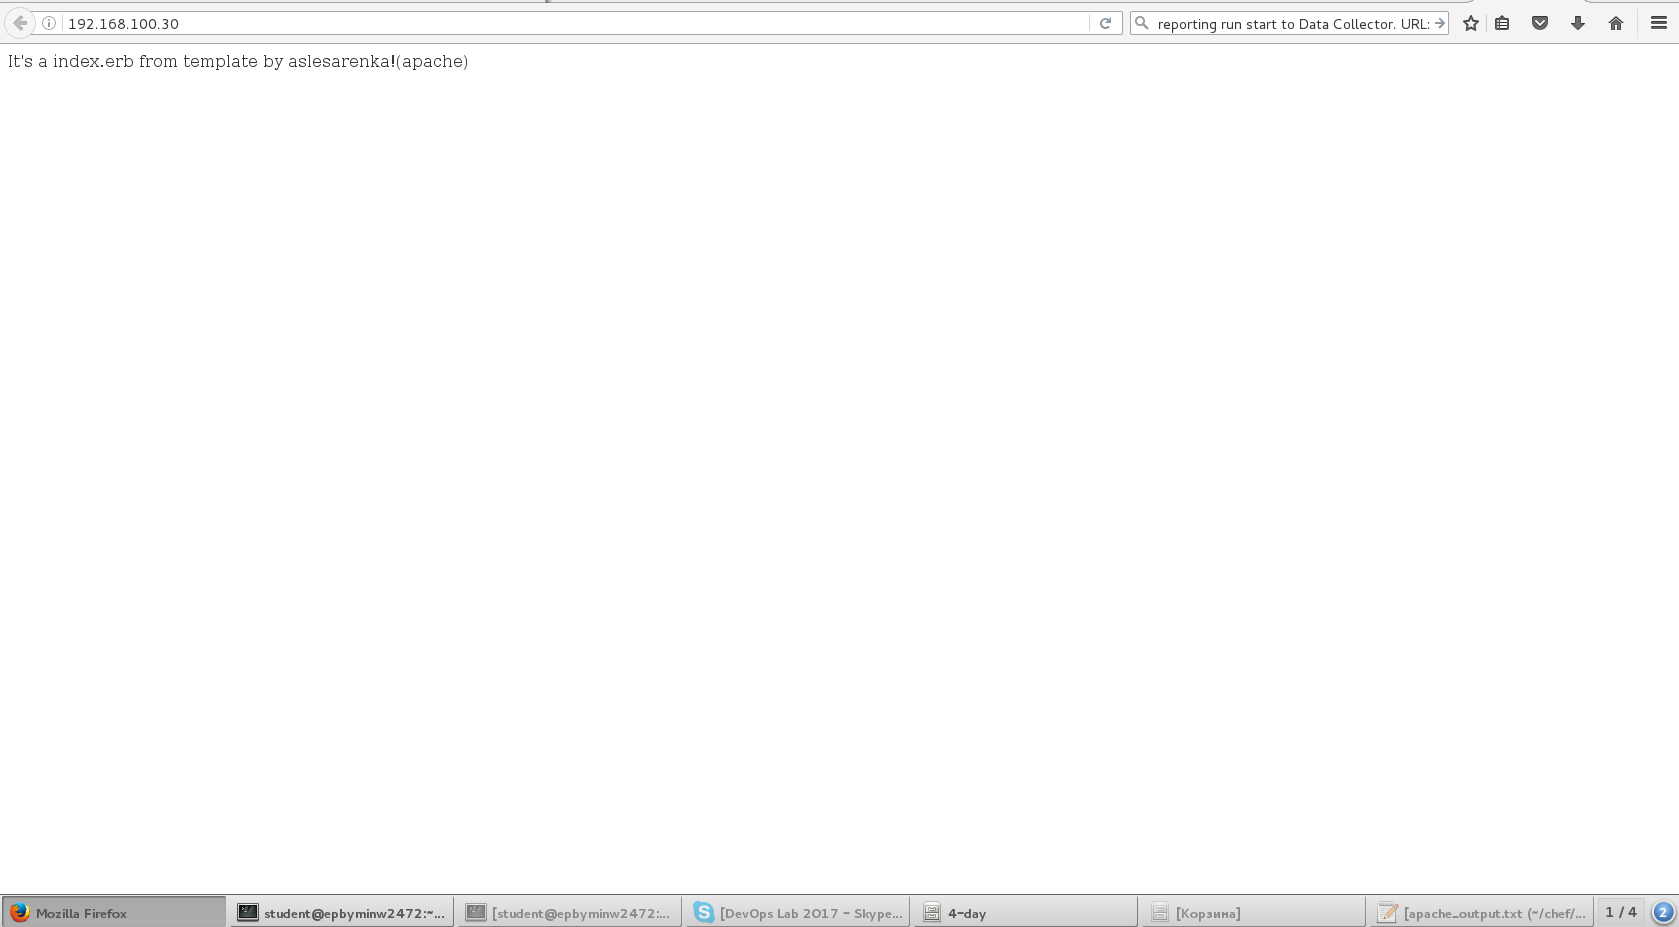 192.168.100.30
reporting run start to Data Collector. URL:
It's a index.erb from template by aslesarenka!(apache)
Mozilla Firefox
student@epbyminw2472:~...
[student@epbyminw2472:...
[DevOps Lab 2017 - Skype...
4-day
[Корзина]
[apache_output.txt (~/chef/...
1 / 4
2